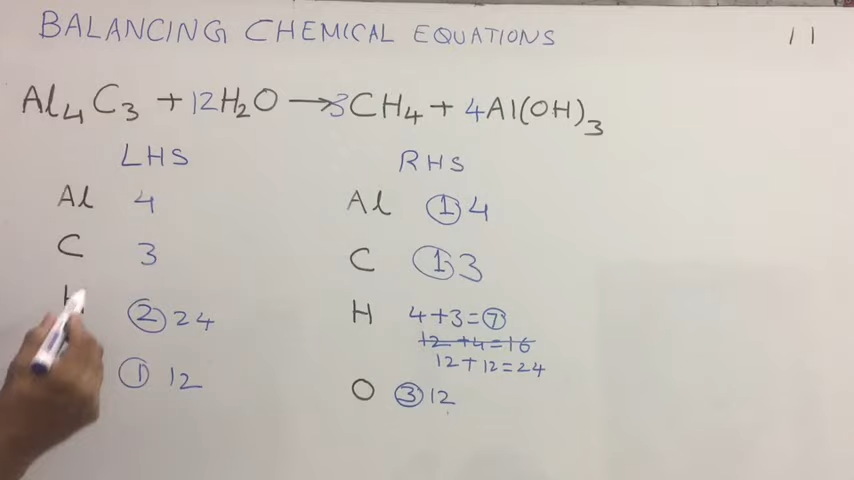 BALANCING CHEMICAL EQUATIONS 11
Al₄C₃ + 12H₂O → 3CH₄ + 4Al(OH)₃
LHS RHS
Al 4 Al ① 4
C 3 C ① 3
H ② 24 H 4+3=⑦
12+4=16
12+12=24
① 12 O ③ 12